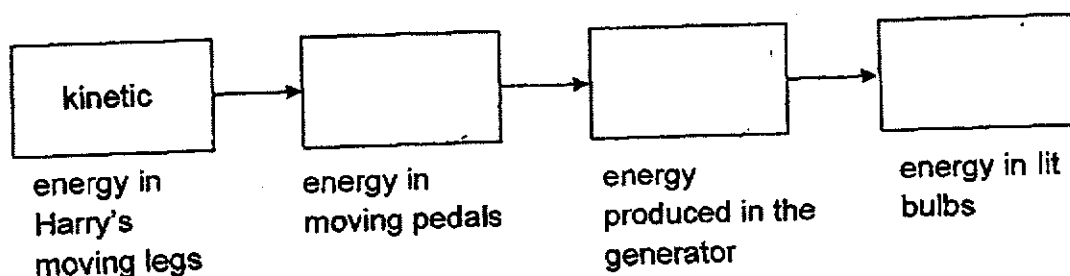 kinetic
energy in
Harry's
moving legs
energy in
moving pedals
energy
produced in the
generator
energy in lit
bulbs